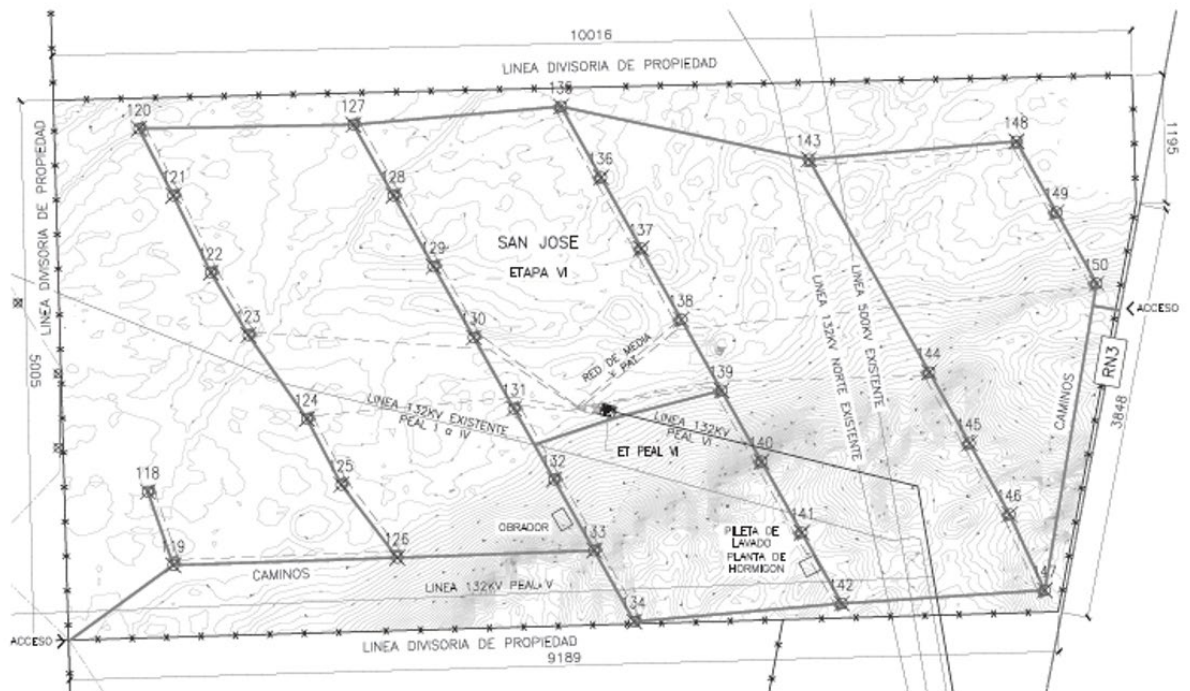 10016
LINEA DIVISORIA DE PROPIEDAD
120
127
135
143
148
1195
LINEA DIVISORIA DE PROPIEDAD
121
128
136
149
122
129
SAN JOSE
ETAPA VI
137
150
123
130
138
ACCESO
RED DE MEDIA
Y PAT
LINEA 132KV NORTE EXISTENTE
LINEA 500KV EXISTENTE
RN3
5005
124
131
139
144
CAMINOS
3848
LINEA 132KV EXISTENTE
PEAL I a IV
LINEA 132KV
PEAL VI
ET PEAL VI
118
125
132
140
145
OBRADOR
119
126
133
141
146
PILETA DE
LAVADO
PLANTA DE
HORMIGON
CAMINOS
LINEA 132KV PEAL V
34
142
147
ACCESO
LINEA DIVISORIA DE PROPIEDAD
9189